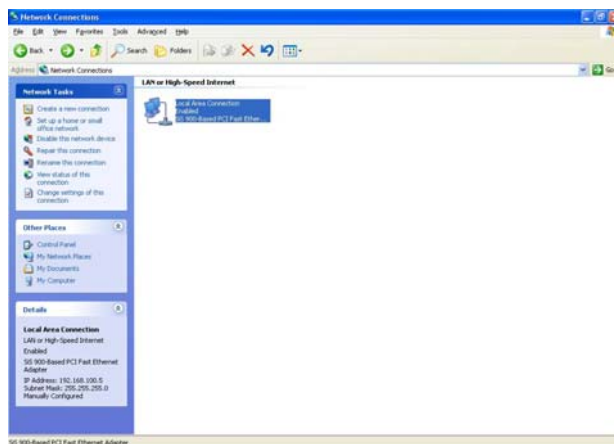 Network Connections
File Edit View Favorites Tools Advanced Help
Back Search Folders
Address Network Connections Go
LAN or High-Speed Internet
Network Tasks
Create a new connection
Set up a home or small
office network
Disable this network device
Repair this connection
Rename this connection
View status of this
connection
Change settings of this
connection
Other Places
Control Panel
My Network Places
My Documents
My Computer
Details
Local Area Connection
LAN or High-Speed Internet
Enabled
SiS 900-Based PCI Fast Ethernet
Adapter
IP Address: 192.168.100.5
Subnet Mask: 255.255.255.0
Manually Configured
Local Area Connection
Enabled
SiS 900-Based PCI Fast Ether...
SiS 900-Based PCI Fast Ethernet Adapter